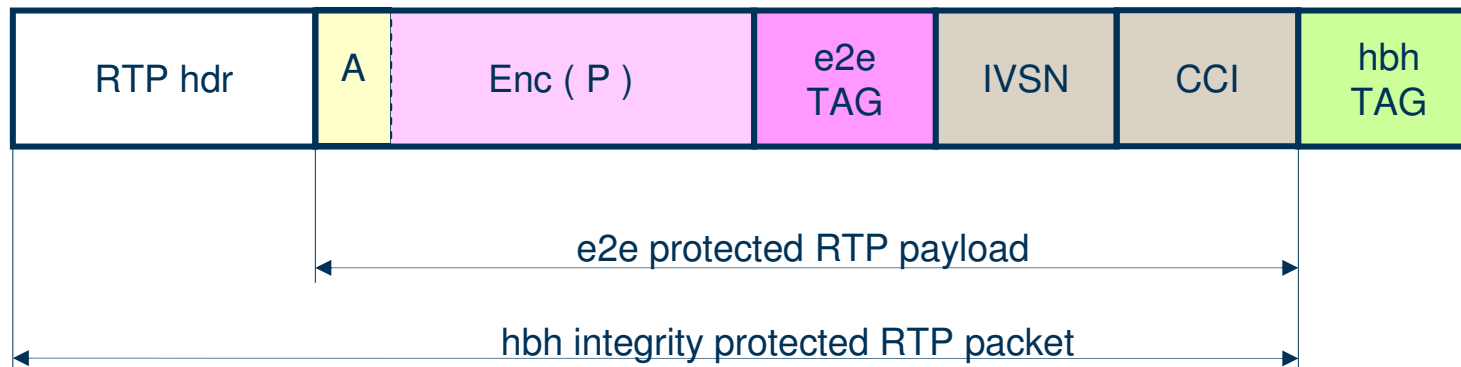 RTP hdr
A
Enc ( P )
e2e
TAG
IVSN
CCI
hbh
TAG
e2e protected RTP payload
hbh integrity protected RTP packet